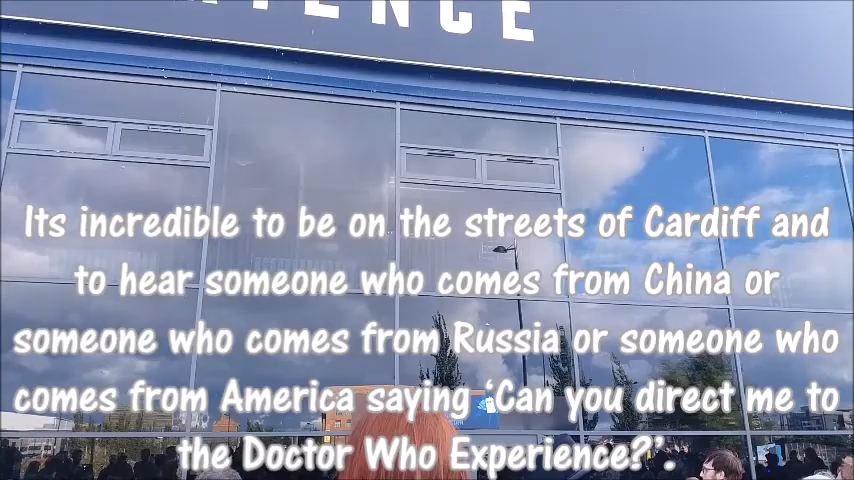 Its incredible to be on the streets of Cardiff and
to hear someone who comes from China or
someone who comes from Russia or someone who
comes from America saying 'Can you direct me to
the Doctor Who Experience?'.